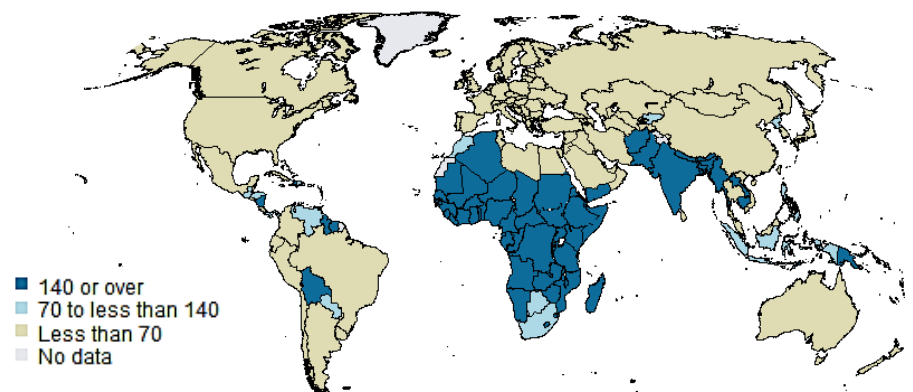 140 or over
70 to less than 140
Less than 70
No data